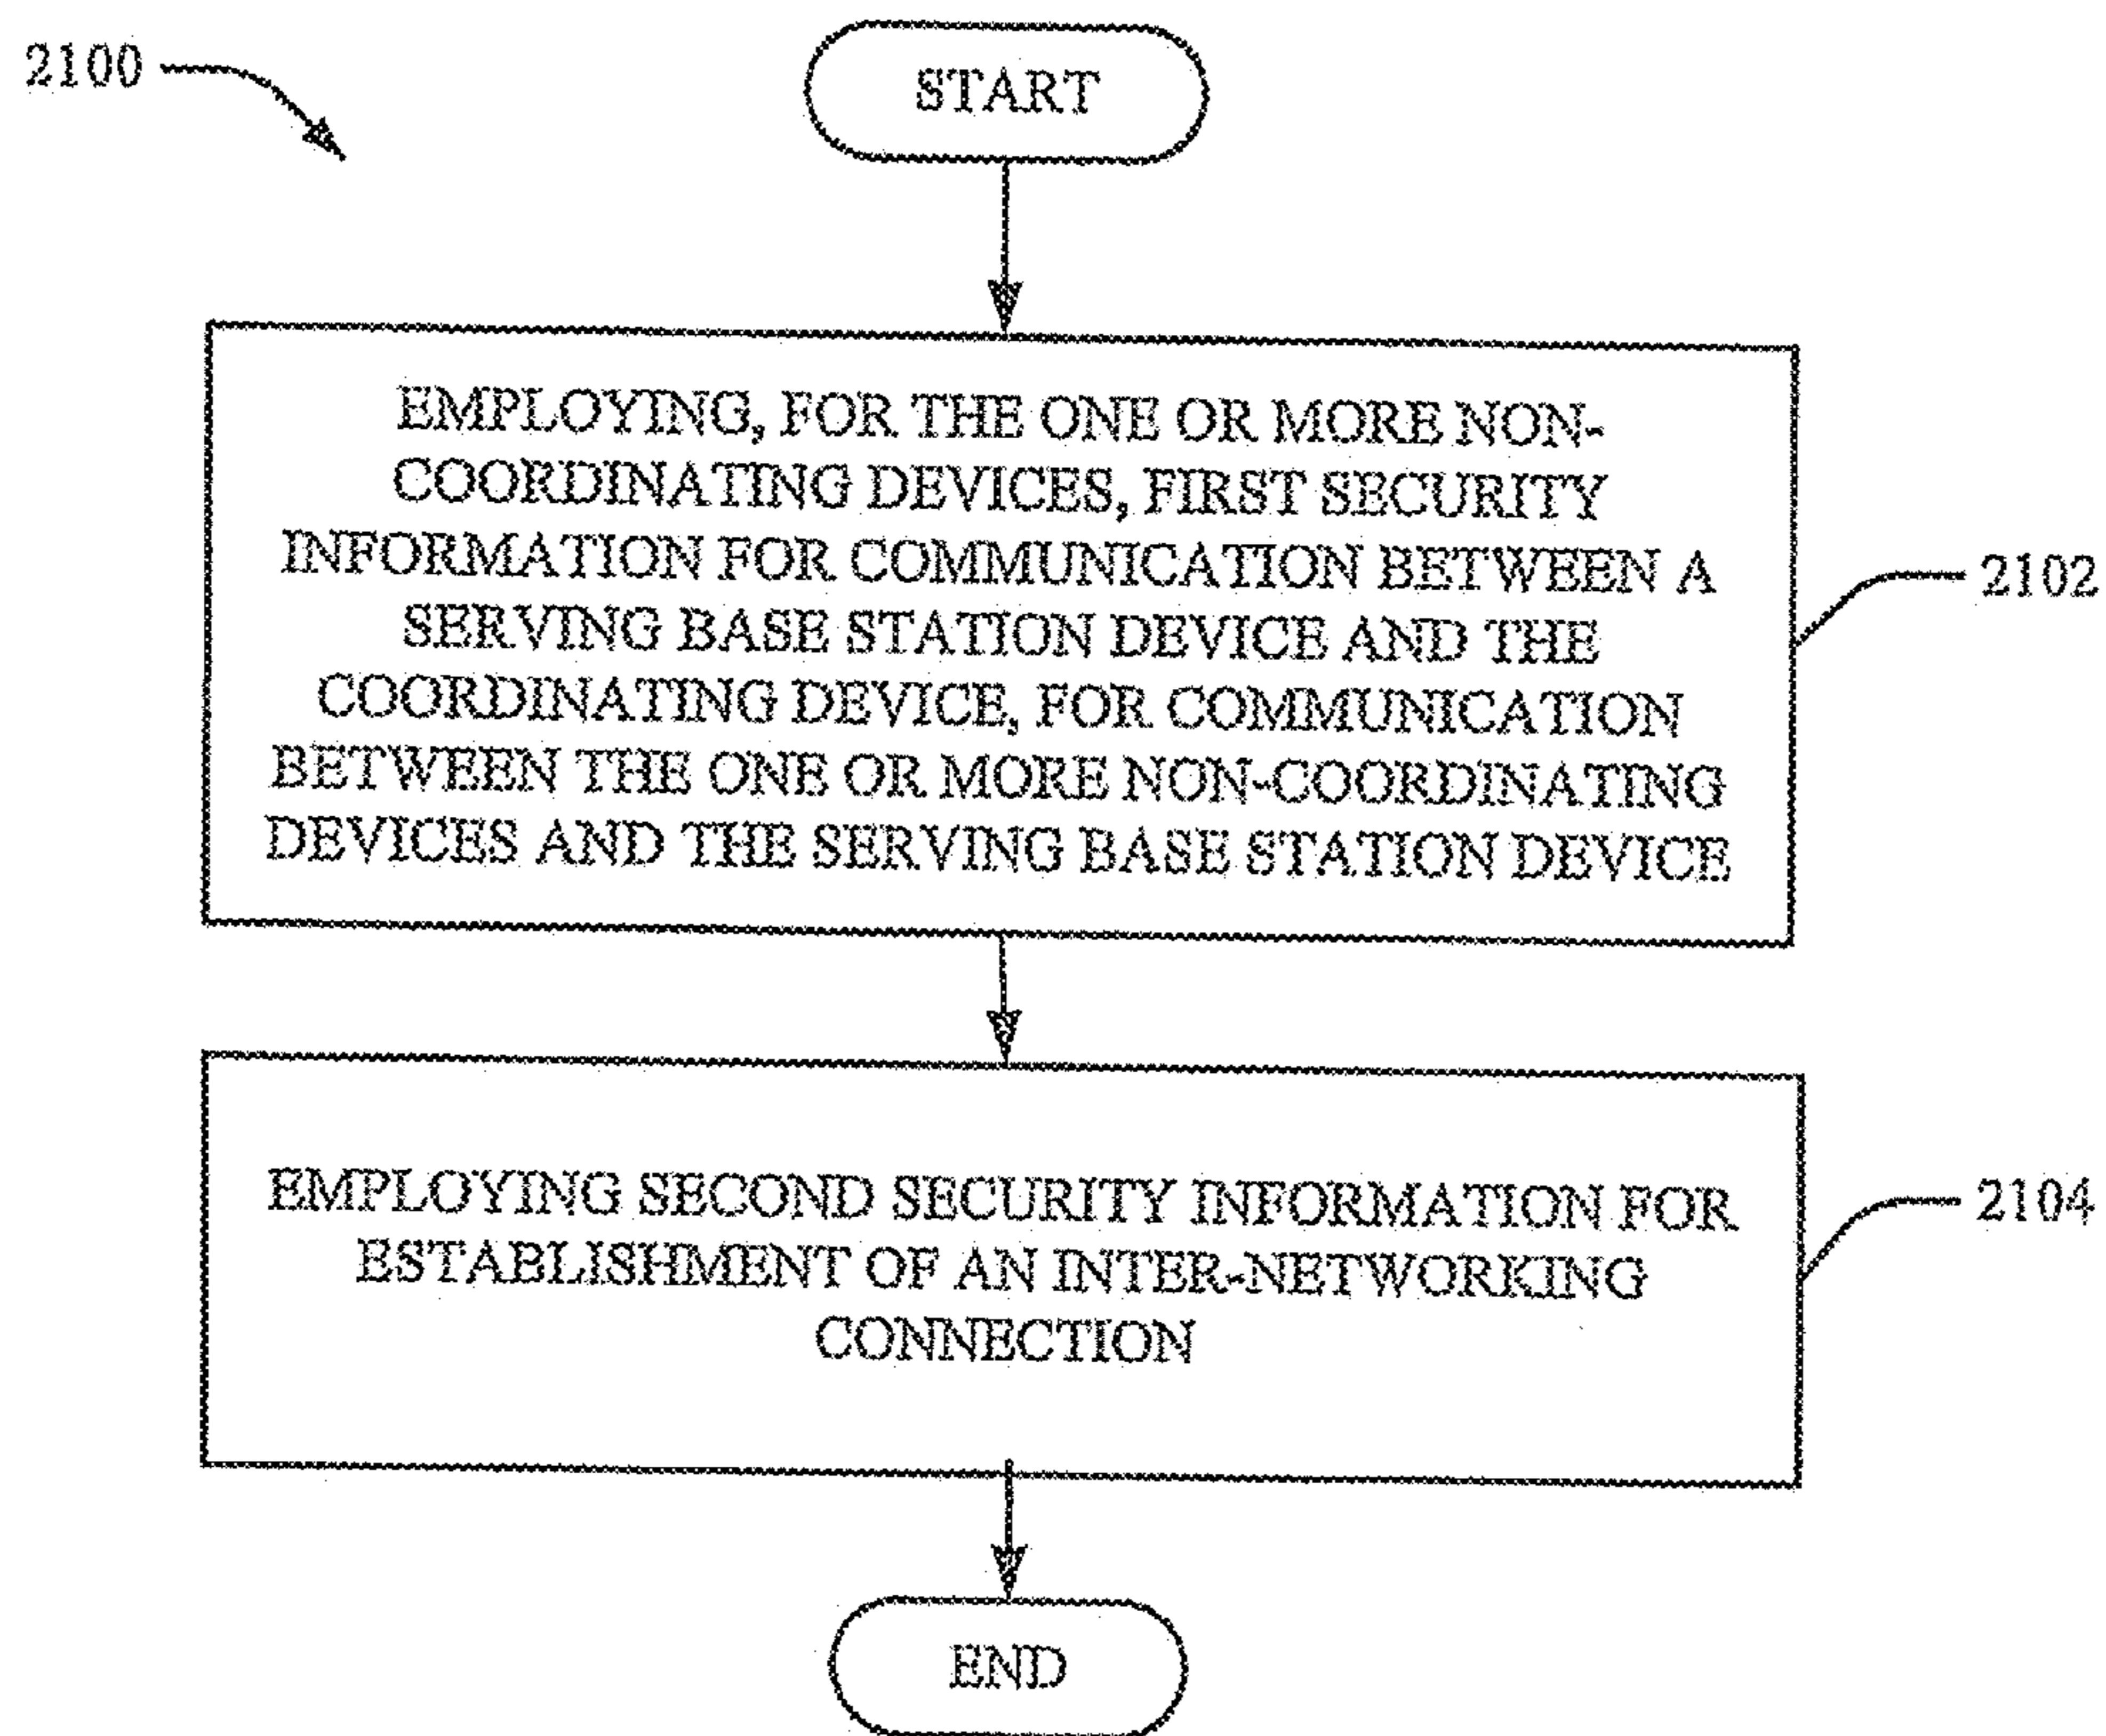 2100
START
EMPLOYING, FOR THE ONE OR MORE NON-
COORDINATING DEVICES, FIRST SECURITY
INFORMATION FOR COMMUNICATION BETWEEN A
SERVING BASE STATION DEVICE AND THE
COORDINATING DEVICE, FOR COMMUNICATION
BETWEEN THE ONE OR MORE NON-COORDINATING
DEVICES AND THE SERVING BASE STATION DEVICE
2102
EMPLOYING SECOND SECURITY INFORMATION FOR
ESTABLISHMENT OF AN INTER-NETWORKING
CONNECTION
2104
END